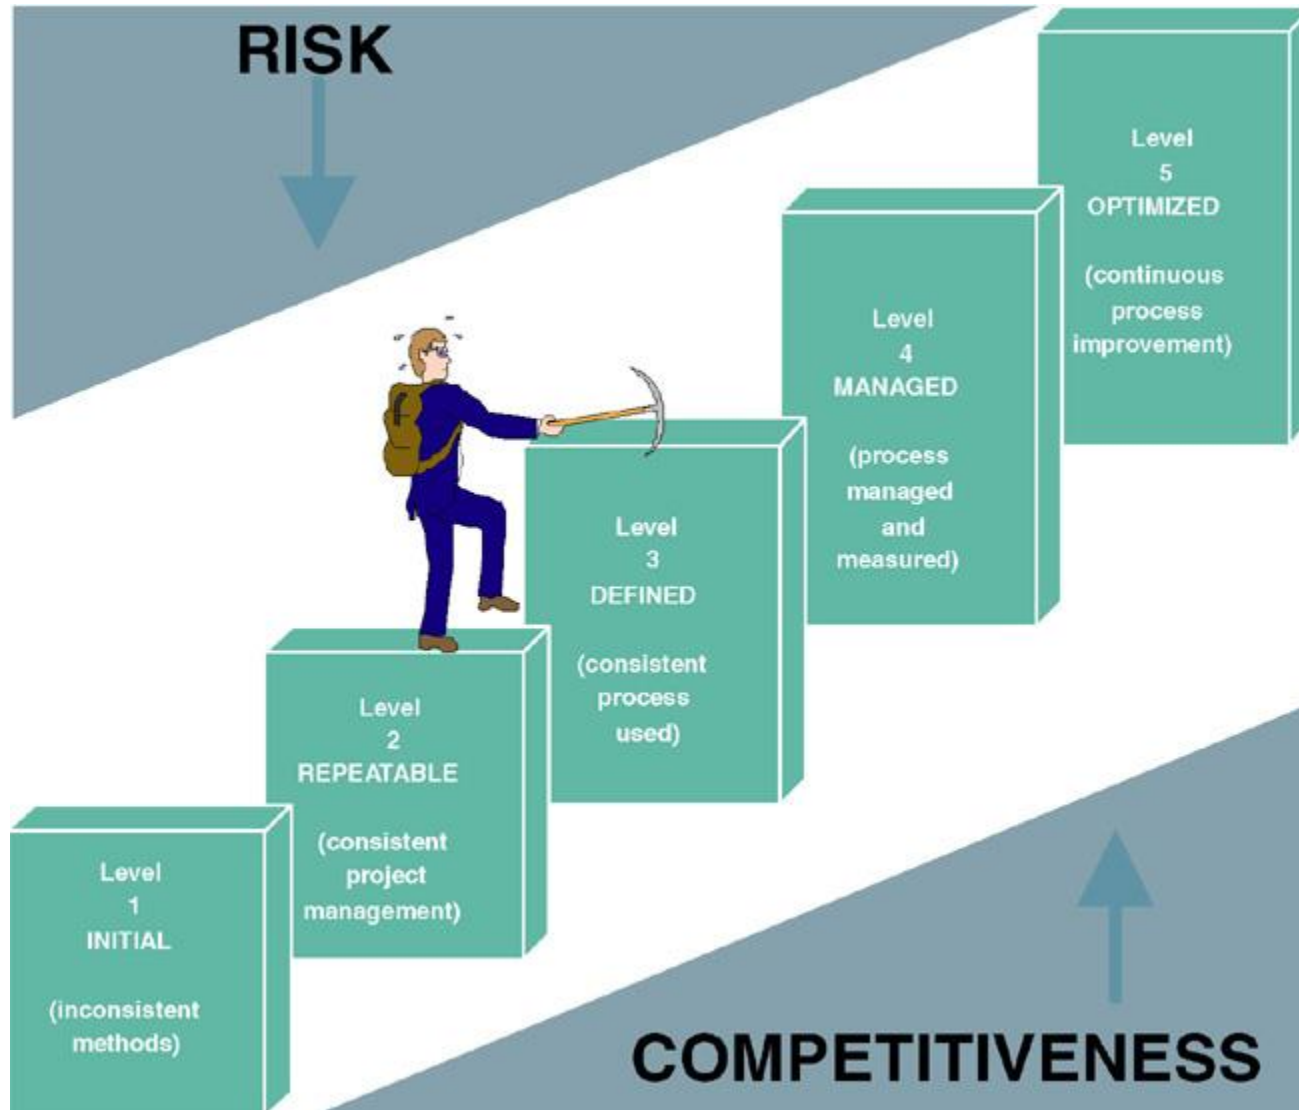 RISK
Level
5
OPTIMIZED
(continuous
process
improvement)
Level
4
MANAGED
(process
managed
and
measured)
Level
3
DEFINED
(consistent
process
used)
Level
2
REPEATABLE
(consistent
project
management)
Level
1
INITIAL
(inconsistent
methods)
COMPETITIVENESS